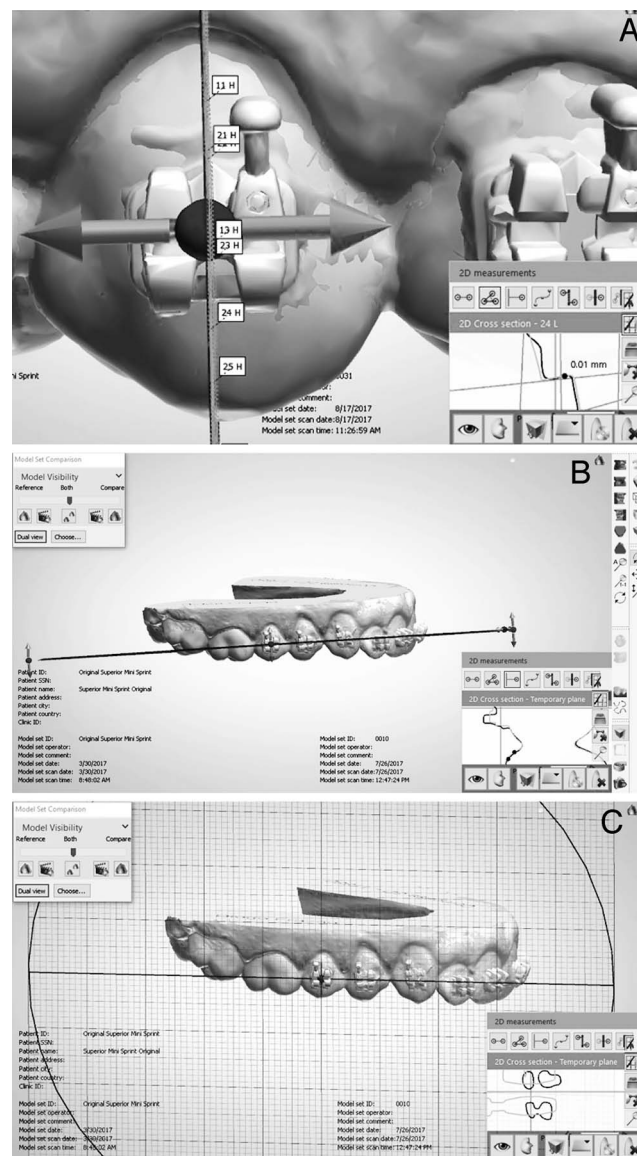 A
11 H
21 H
13 H
23 H
24 H
25 H
ni Sprint
0031
or:
comment:
Model set date: 8/17/2017
Model set scan date: 8/17/2017
Model set scan time: 11:26:59 AM
2D measurements
2D Cross section - 24 L
0.01 mm
B
Model Set Comparison
Model Visibility
Reference Both Compare
Dual view Choose...
Patient ID: Original Superior Mini Sprint
Patient SSN:
Patient name: Superior Mini Sprint Original
Patient address:
Patient city:
Patient country:
Clinic ID:
Model set ID: Original Superior Mini Sprint
Model set operator:
Model set comment:
Model set date: 3/30/2017
Model set scan date: 3/30/2017
Model set scan time: 8:48:02 AM
Model set ID: 0010
Model set operator:
Model set comment:
Model set date: 7/26/2017
Model set scan date: 7/26/2017
Model set scan time: 12:47:24 PM
2D measurements
2D Cross section - Temporary plane
C
Model Set Comparison
Model Visibility
Reference Both Compare
Dual view Choose...
Patient ID: Original Superior Mini Sprint
Patient SSN:
Patient name: Superior Mini Sprint Original
Patient address:
Patient city:
Patient country:
Clinic ID:
Model set ID: Original Superior Mini Sprint
Model set operator:
Model set comment:
Model set date: 3/30/2017
Model set scan date: 3/30/2017
Model set scan time:
Model set ID: 0010
Model set operator:
Model set comment:
Model set date: 7/26/2017
Model set scan date: 7/26/2017
Model set scan time: 12:47:24 PM
2D measurements
2D Cross section - Temporary plane